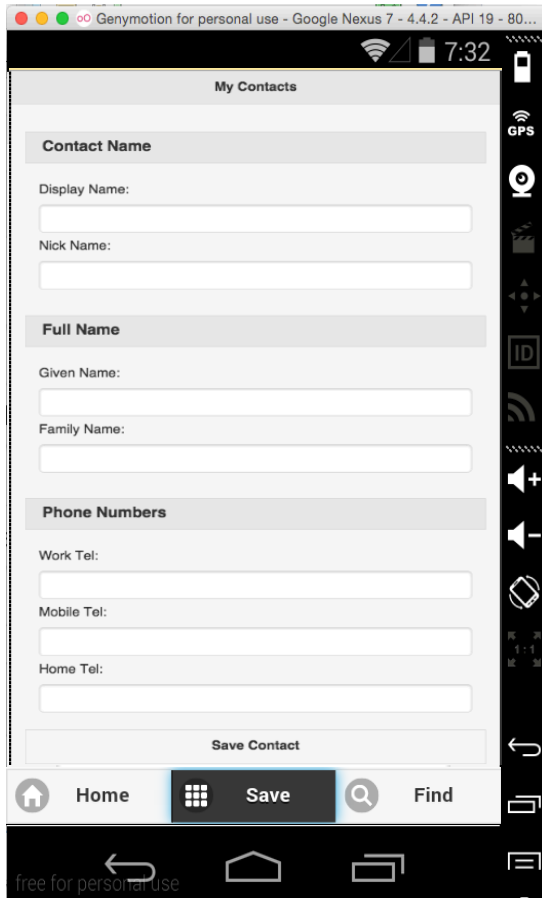 Genymotion for personal use - Google Nexus 7 - 4.4.2 - API 19 - 80...
7:32
My Contacts
GPS
Contact Name
Display Name:
Nick Name:
Full Name
ID
Given Name:
Family Name:
Phone Numbers
Work Tel:
Mobile Tel:
1:1
Home Tel:
Save Contact
Home
Save
Find
free for personal use